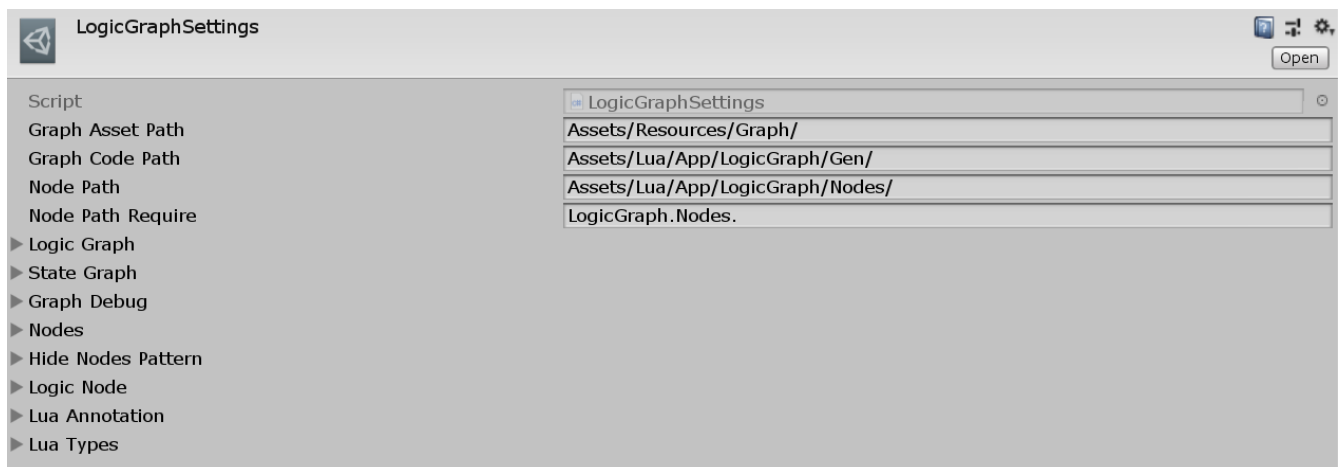 LogicGraphSettings
Open
Script LogicGraphSettings
Graph Asset Path Assets/Resources/Graph/
Graph Code Path Assets/Lua/App/LogicGraph/Gen/
Node Path Assets/Lua/App/LogicGraph/Nodes/
Node Path Require LogicGraph.Nodes.
Logic Graph
State Graph
Graph Debug
Nodes
Hide Nodes Pattern
Logic Node
Lua Annotation
Lua Types